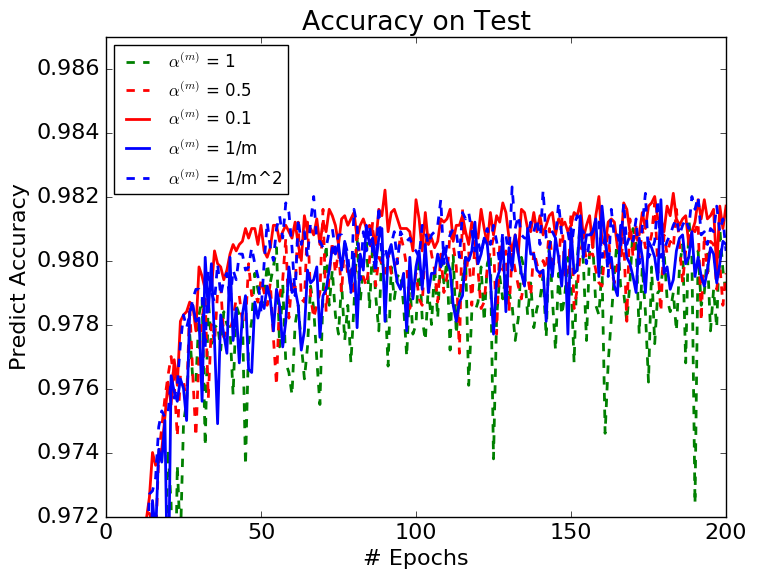 Accuracy on Test
0.986
0.984
0.982
0.980
0.978
0.976
0.974
0.972
Predict Accuracy
α^(m) = 1
α^(m) = 0.5
α^(m) = 0.1
α^(m) = 1/m
α^(m) = 1/m^2
0 50 100 150 200
# Epochs